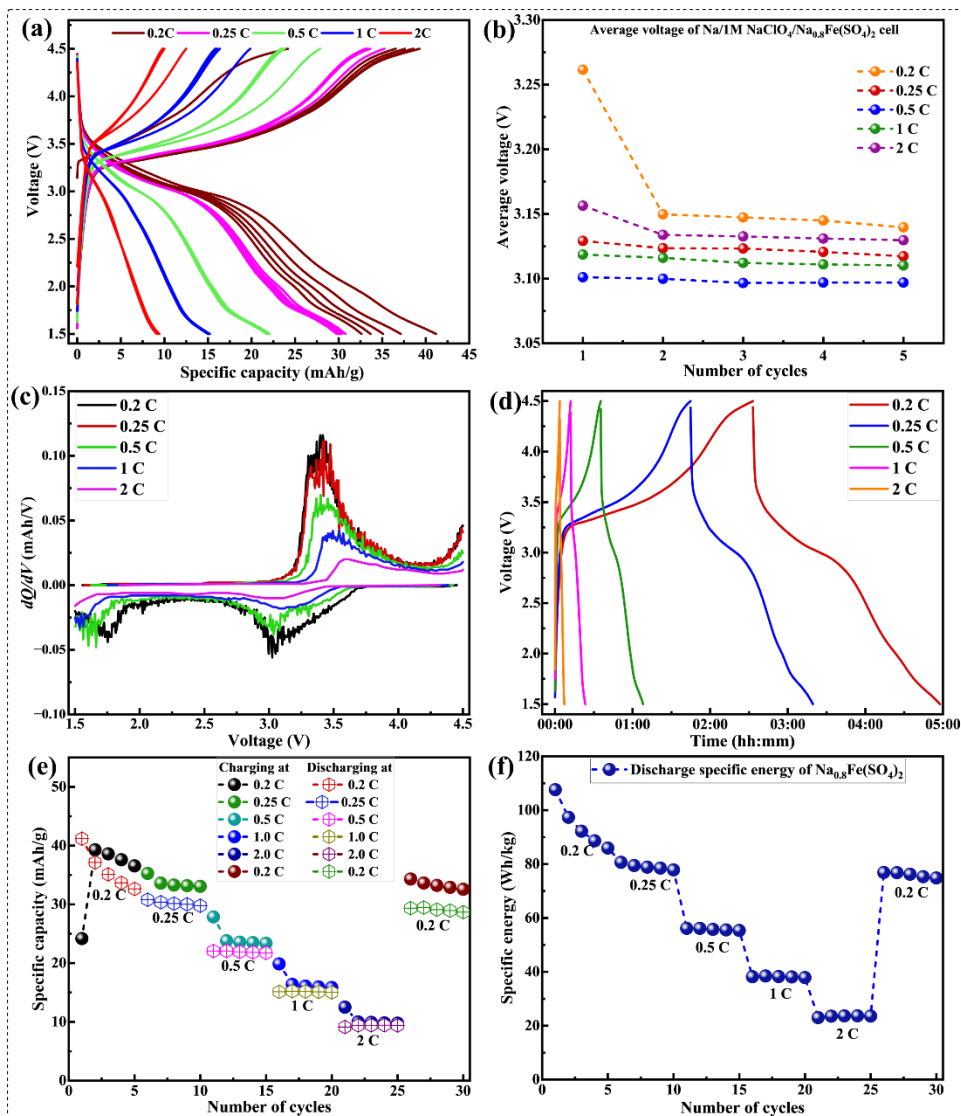 (a)
0.2C 0.25 C 0.5 C 1 C 2C
4.5
4.0
3.5
3.0
2.5
2.0
1.5
0 5 10 15 20 25 30 35 40 45
Voltage (V)
Specific capacity (mAh/g)
(b)
Average voltage of Na/1M NaClO4/Na0.8Fe(SO4)2 cell
0.2 C
0.25 C
0.5 C
1 C
2 C
3.30
3.25
3.20
3.15
3.10
3.05
1 2 3 4 5
Average voltage (V)
Number of cycles
(c)
0.2 C
0.25 C
0.5 C
1 C
2 C
0.15
0.10
0.05
0.00
−0.05
−0.10
1.5 2.0 2.5 3.0 3.5 4.0 4.5
dQ/dV (mAh/V)
Voltage (V)
(d)
0.2 C
0.25 C
0.5 C
1 C
2 C
4.5
4.0
3.5
3.0
2.5
2.0
1.5
00:00 01:00 02:00 03:00 04:00 05:00
Voltage (V)
Time (hh:mm)
(e)
Charging at Discharging at
0.2 C 0.2 C
0.25 C 0.25 C
0.5 C 0.5 C
1.0 C 1.0 C
2.0 C 2.0 C
0.2 C 0.2 C
50
40
30
20
10
0
0.2 C
0.25 C
0.5 C
1 C
2 C
0.2 C
0 5 10 15 20 25 30
Specific capacity (mAh/g)
Number of cycles
(f)
Discharge specific energy of Na0.8Fe(SO4)2
120
100
80
60
40
20
0
0.2 C
0.25 C
0.5 C
1 C
2 C
0.2 C
0 5 10 15 20 25 30
Specific energy (Wh/kg)
Number of cycles